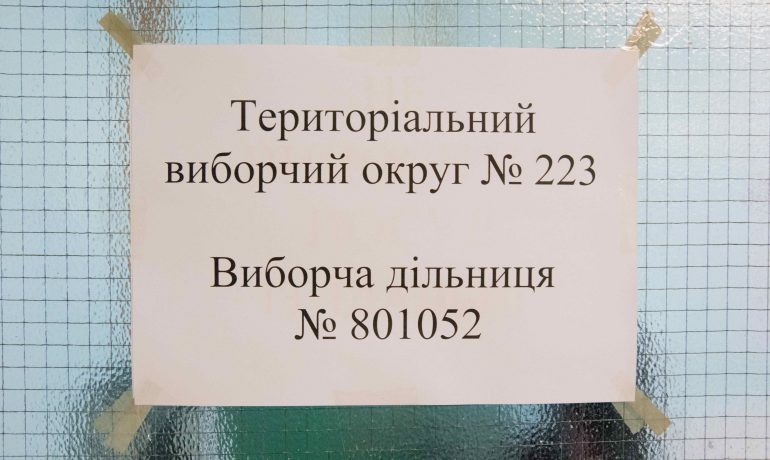 Територіальний
виборчий округ № 223
Виборча дільниця
№ 801052